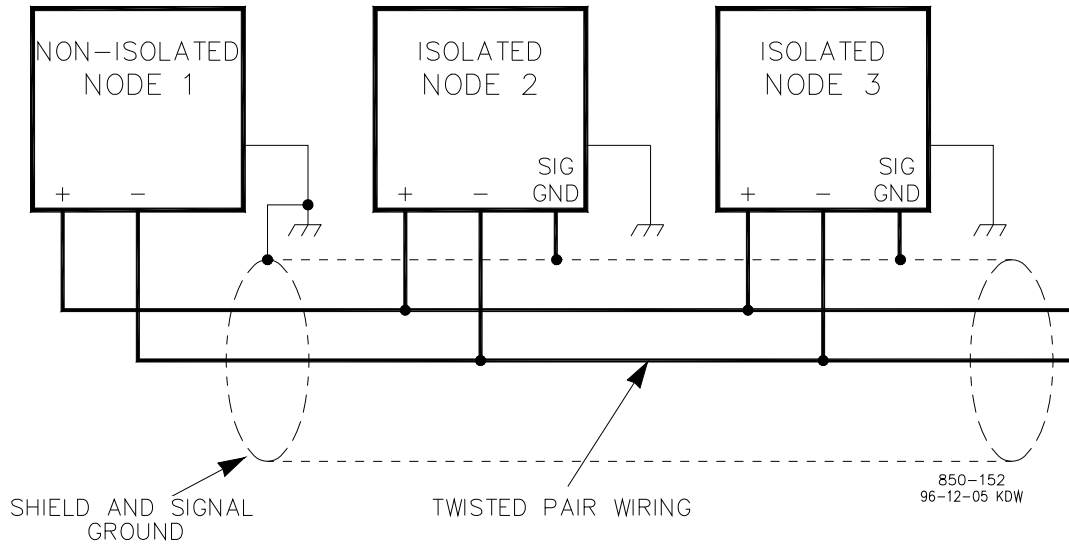 NON-ISOLATED
NODE 1
+ −
ISOLATED
NODE 2
SIG
+ − GND
ISOLATED
NODE 3
SIG
+ − GND
SHIELD AND SIGNAL
GROUND
TWISTED PAIR WIRING
850-152
96-12-05 KDW